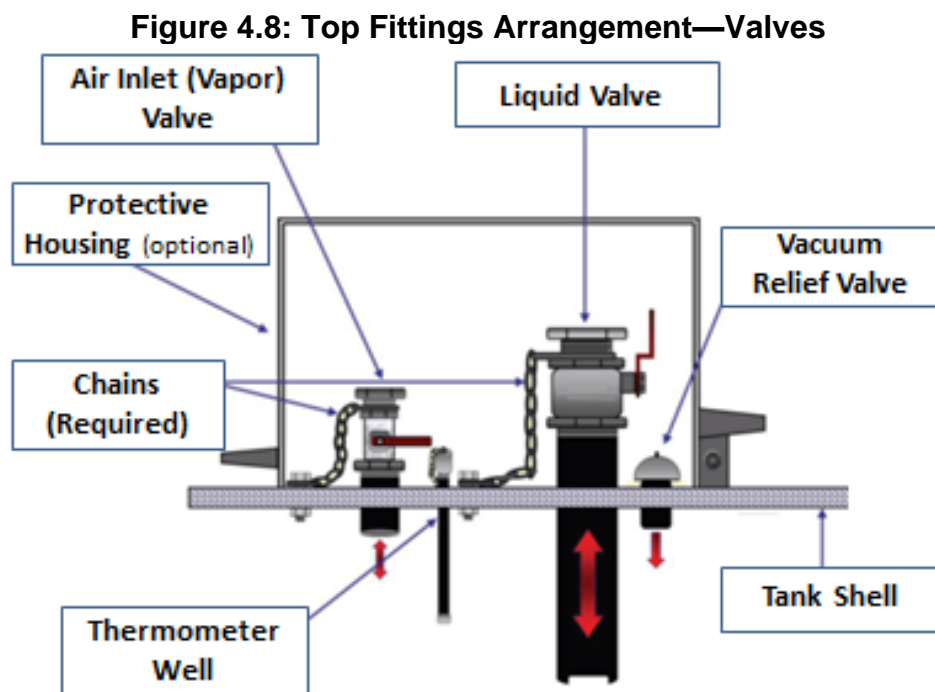 Figure 4.8: Top Fittings Arrangement—Valves
Air Inlet (Vapor)
Valve
Liquid Valve
Protective
Housing (optional)
Vacuum
Relief Valve
Chains
(Required)
Tank Shell
Thermometer
Well